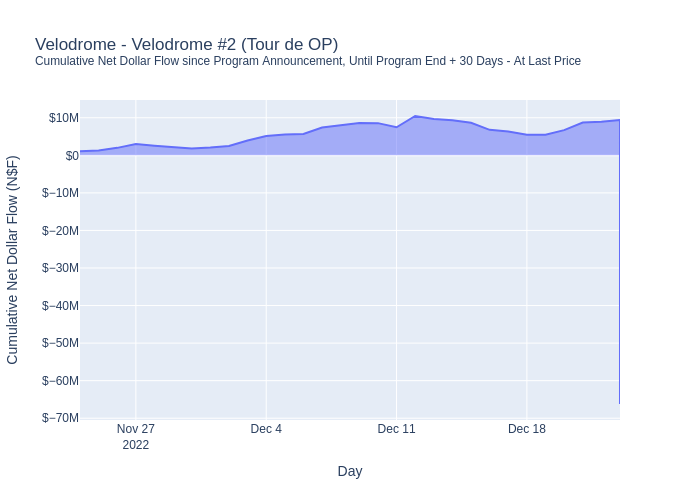 Velodrome - Velodrome #2 (Tour de OP)
Cumulative Net Dollar Flow since Program Announcement, Until Program End + 30 Days - At Last Price
Cumulative Net Dollar Flow (N$F)
$10M
$0
$−10M
$−20M
$−30M
$−40M
$−50M
$−60M
$−70M
Nov 27
2022
Dec 4
Dec 11
Dec 18
Day